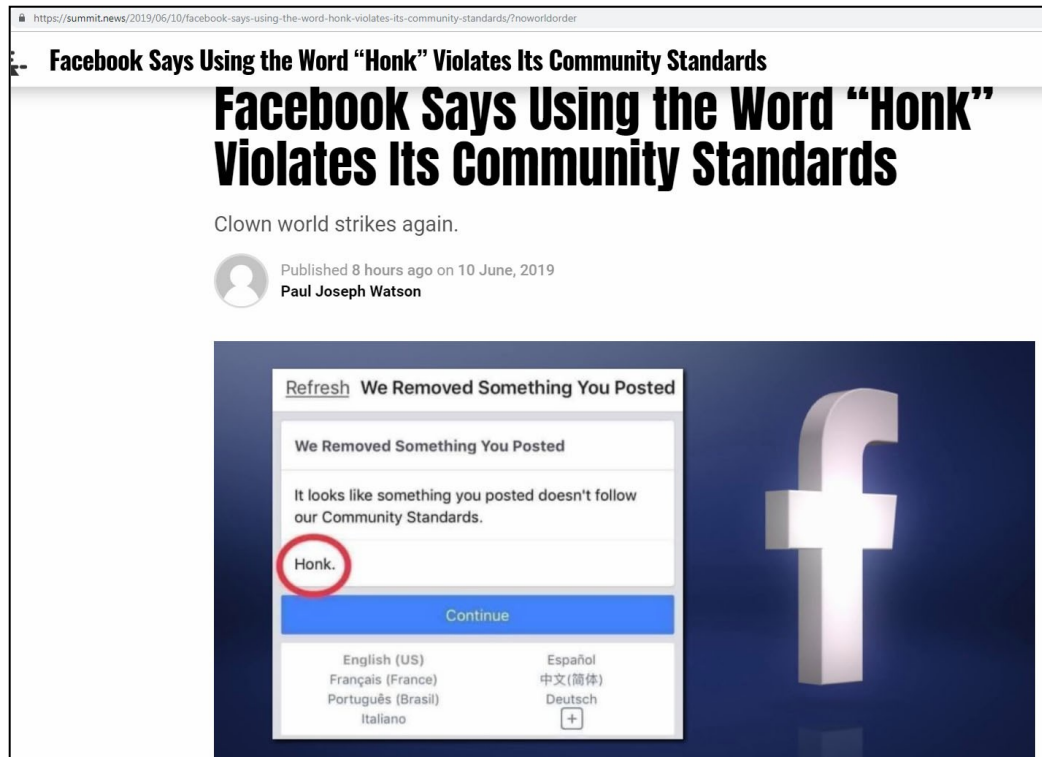 https://summit.news/2019/06/10/facebook-says-using-the-word-honk-violates-its-community-standards/?noworldorder
Facebook Says Using the Word “Honk” Violates Its Community Standards
Facebook Says Using the Word “Honk”
Violates Its Community Standards
Clown world strikes again.
Published 8 hours ago on 10 June, 2019
Paul Joseph Watson
Refresh We Removed Something You Posted
We Removed Something You Posted
It looks like something you posted doesn't follow
our Community Standards.
Honk.
Continue
English (US) Español
Français (France) 中文(简体)
Português (Brasil) Deutsch
Italiano +
f